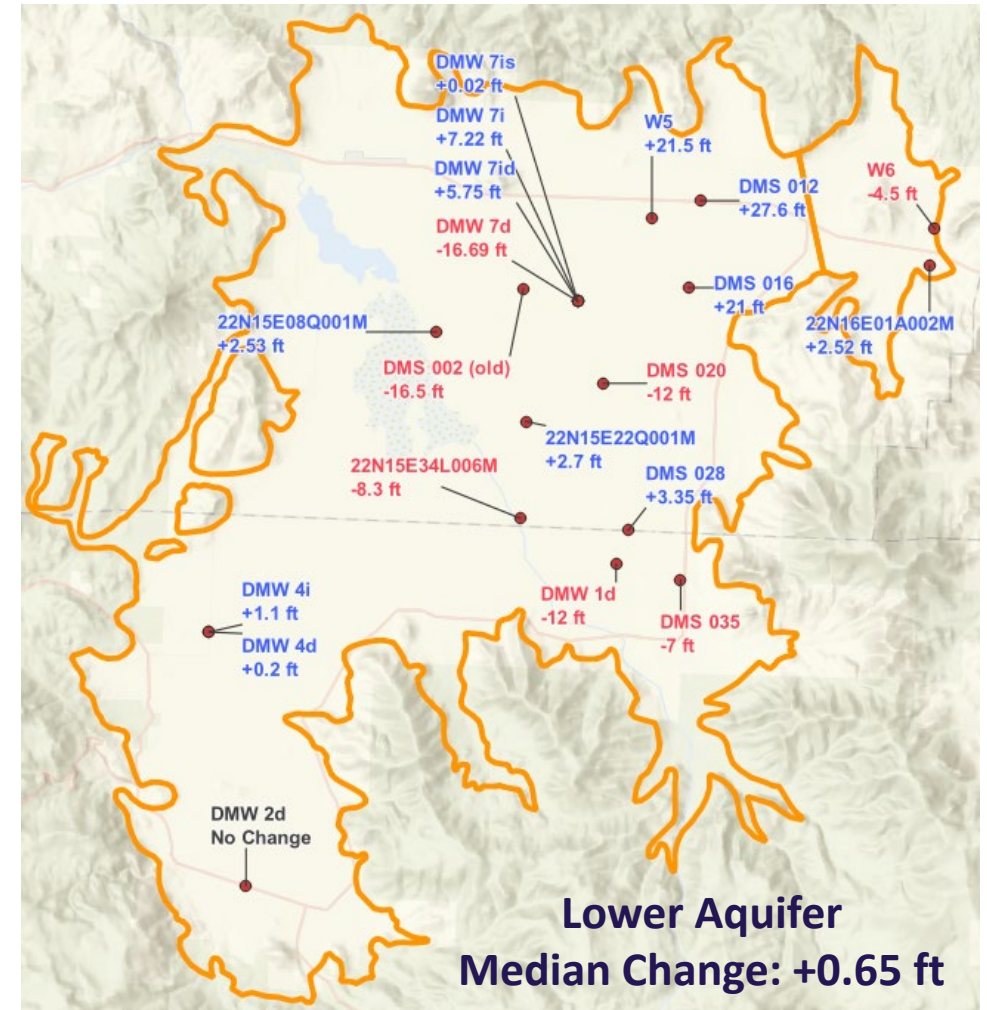 DMW 7is
+0.02 ft
DMW 7i
+7.22 ft
DMW 7id
+5.75 ft
DMW 7d
-16.69 ft
W5
+21.5 ft
DMS 012
+27.6 ft
W6
-4.5 ft
DMS 016
+21 ft
22N16E01A002M
+2.52 ft
22N15E08Q001M
+2.53 ft
DMS 002 (old)
-16.5 ft
DMS 020
-12 ft
22N15E22Q001M
+2.7 ft
22N15E34L006M
-8.3 ft
DMS 028
+3.35 ft
DMW 1d
-12 ft
DMS 035
-7 ft
DMW 4i
+1.1 ft
DMW 4d
+0.2 ft
DMW 2d
No Change
Lower Aquifer
Median Change: +0.65 ft